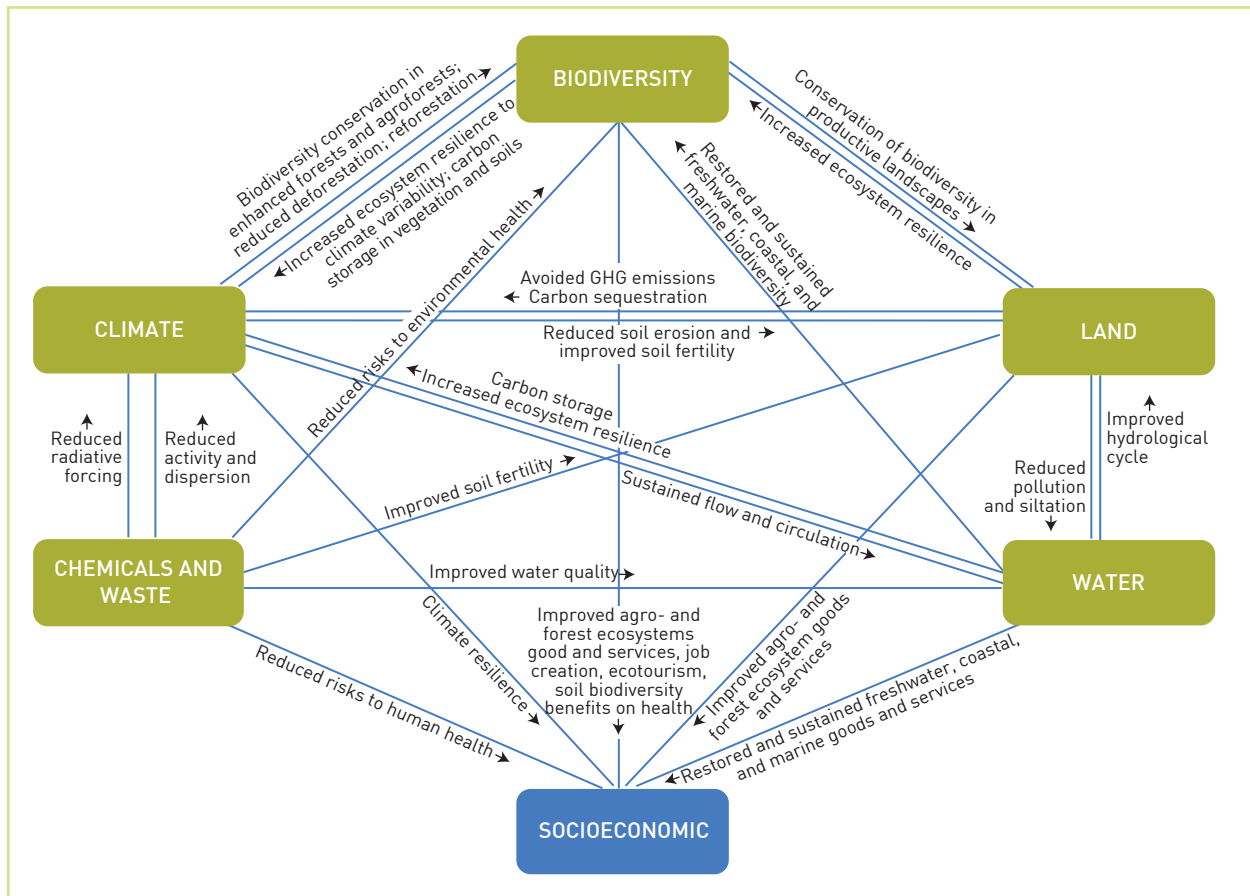 BIODIVERSITY
Biodiversity conservation in
enhanced forests and agroforests;
reduced deforestation; reforestation
Increased ecosystem resilience to
climate variability; carbon
storage in vegetation and soils
Conservation of biodiversity in
productive landscapes
Increased ecosystem resilience
Restored and sustained
freshwater, coastal, and
marine biodiversity
Reduced risks to environmental health
Avoided GHG emissions
Carbon sequestration
CLIMATE
LAND
Reduced soil erosion and
improved soil fertility
Carbon storage
Increased ecosystem resilience
Reduced
radiative
forcing
Reduced
activity and
dispersion
Improved
hydrological
cycle
Improved soil fertility
Sustained flow and circulation
Reduced
pollution
and siltation
CHEMICALS AND
WASTE
Improved water quality
WATER
Climate resilience
Improved agro- and
forest ecosystems
good and services, job
creation, ecotourism,
soil biodiversity
benefits on health
Improved agro- and
forest ecosystem goods
and services
Reduced risks to human health
Restored and sustained freshwater, coastal,
and marine goods and services
SOCIOECONOMIC